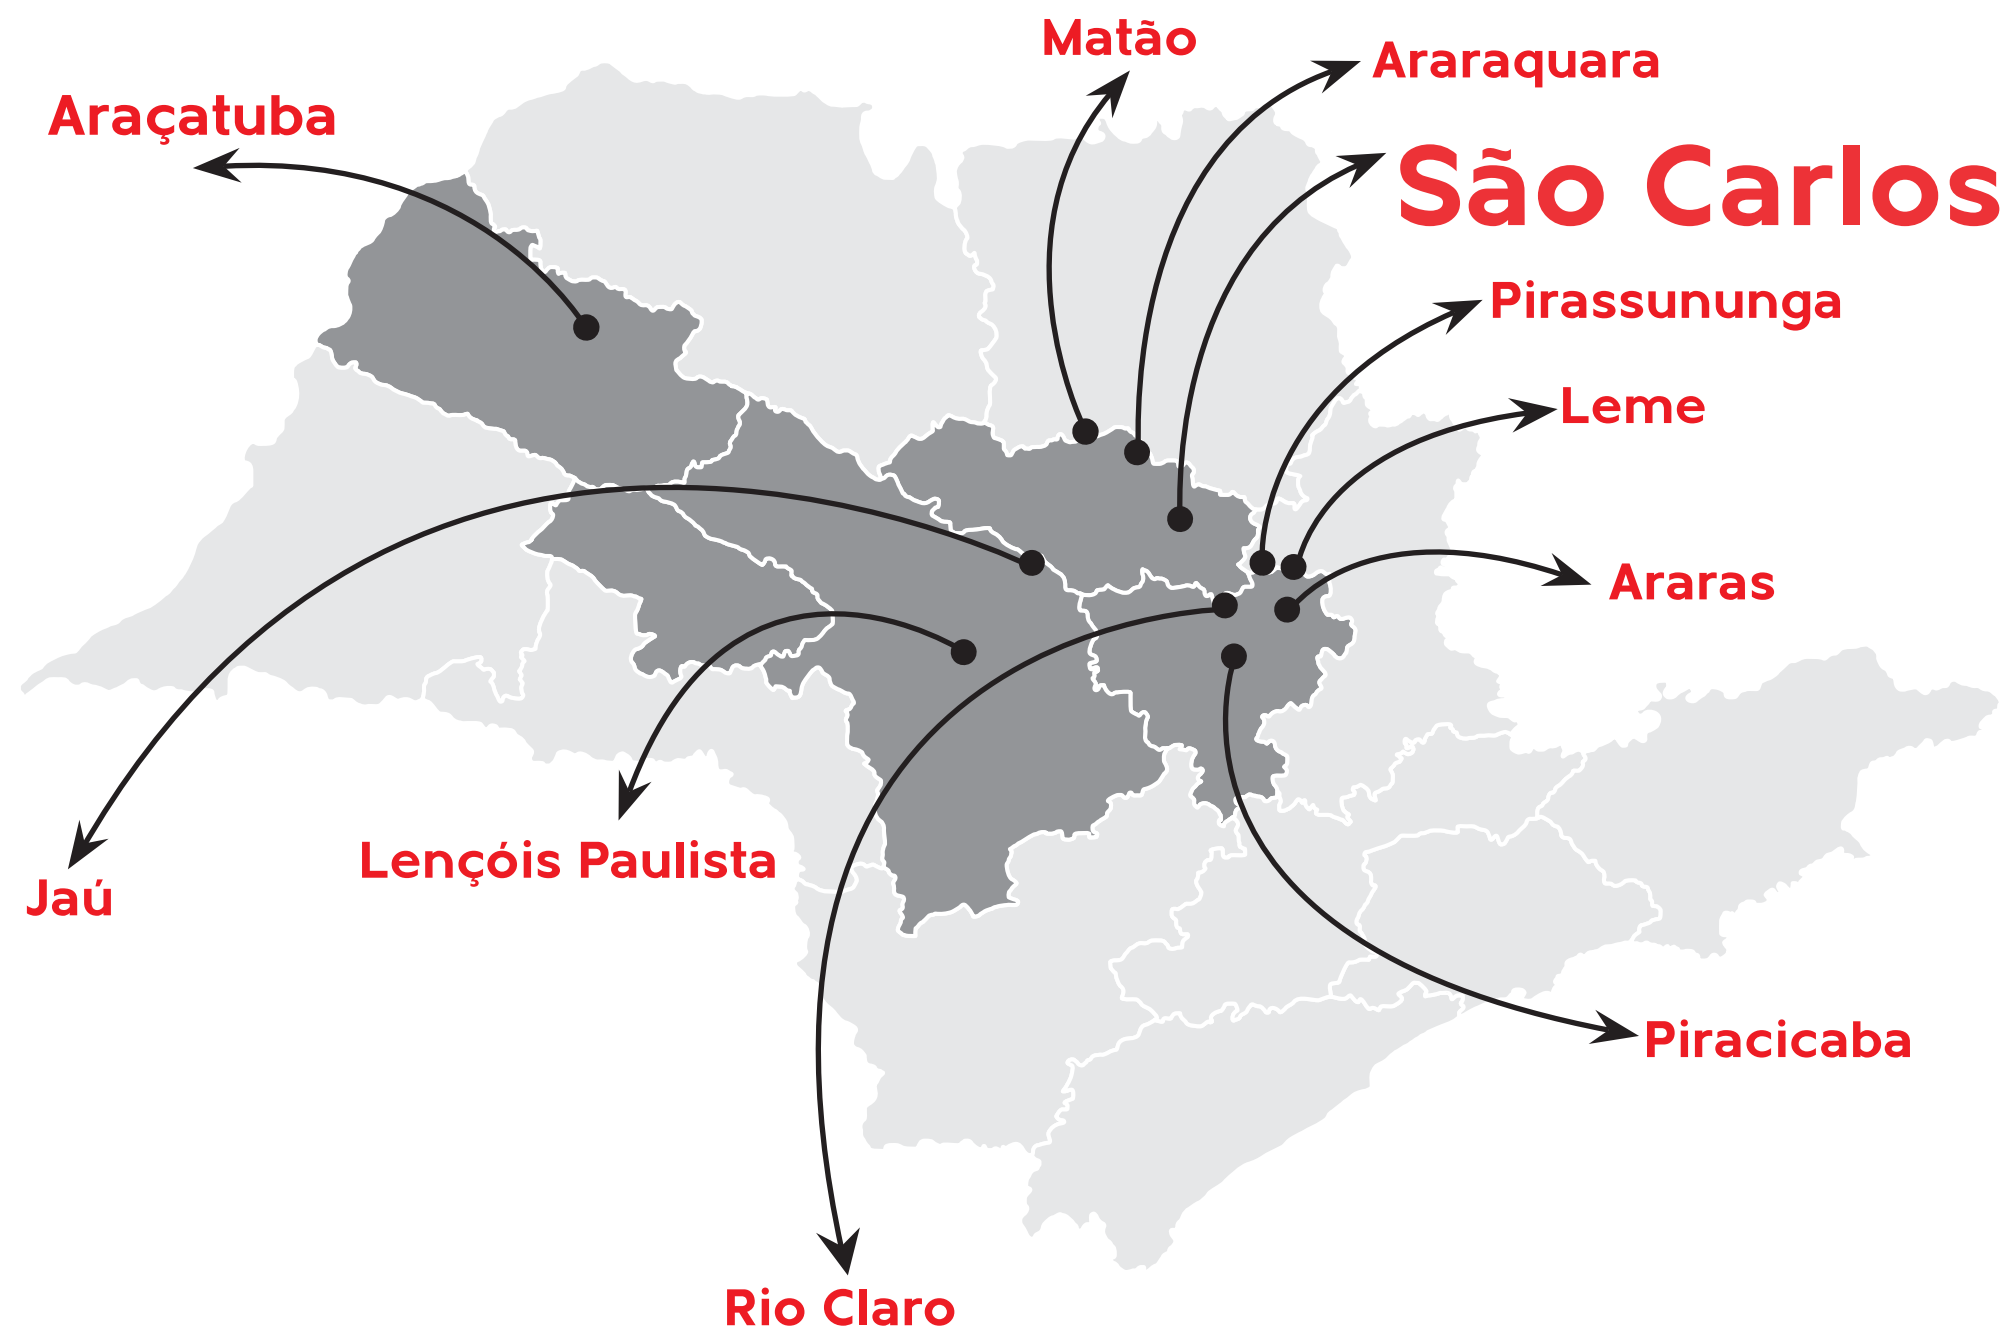 Matão
Araraquara
Araçatuba
São Carlos
Pirassununga
Leme
Araras
Lençóis Paulista
Jaú
Piracicaba
Rio Claro